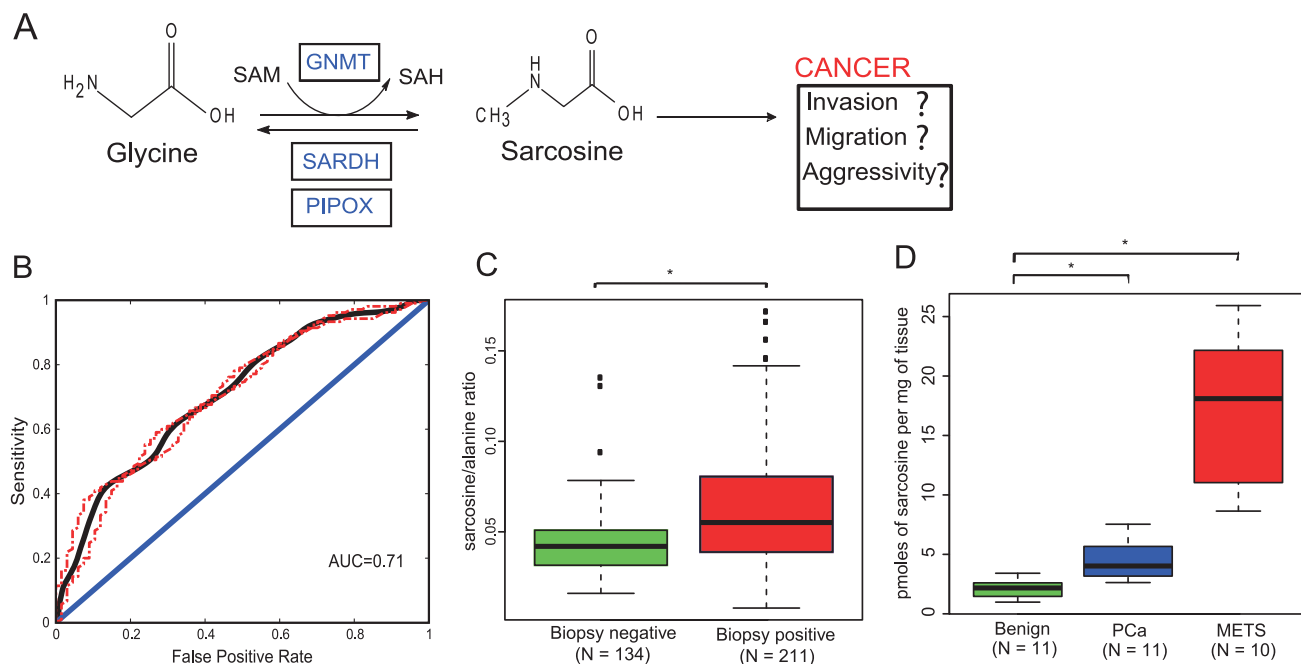 A
H2N
O
OH
Glycine
SAM
GNMT
SAH
SARDH
PIPOX
H
N
CH3
O
OH
Sarcosine
CANCER
Invasion ?
Migration ?
Aggressivity?
B
Sensitivity
1
0.8
0.6
0.4
0.2
0
AUC=0.71
0
0.2
0.4
0.6
0.8
1
False Positive Rate
C
*
sarcosine/alanine ratio
0.15
0.10
0.05
Biopsy negative
(N = 134)
Biopsy positive
(N = 211)
D
*
*
pmoles of sarcosine per mg of tissue
25
20
15
10
5
0
Benign
(N = 11)
PCa
(N = 11)
METS
(N = 10)